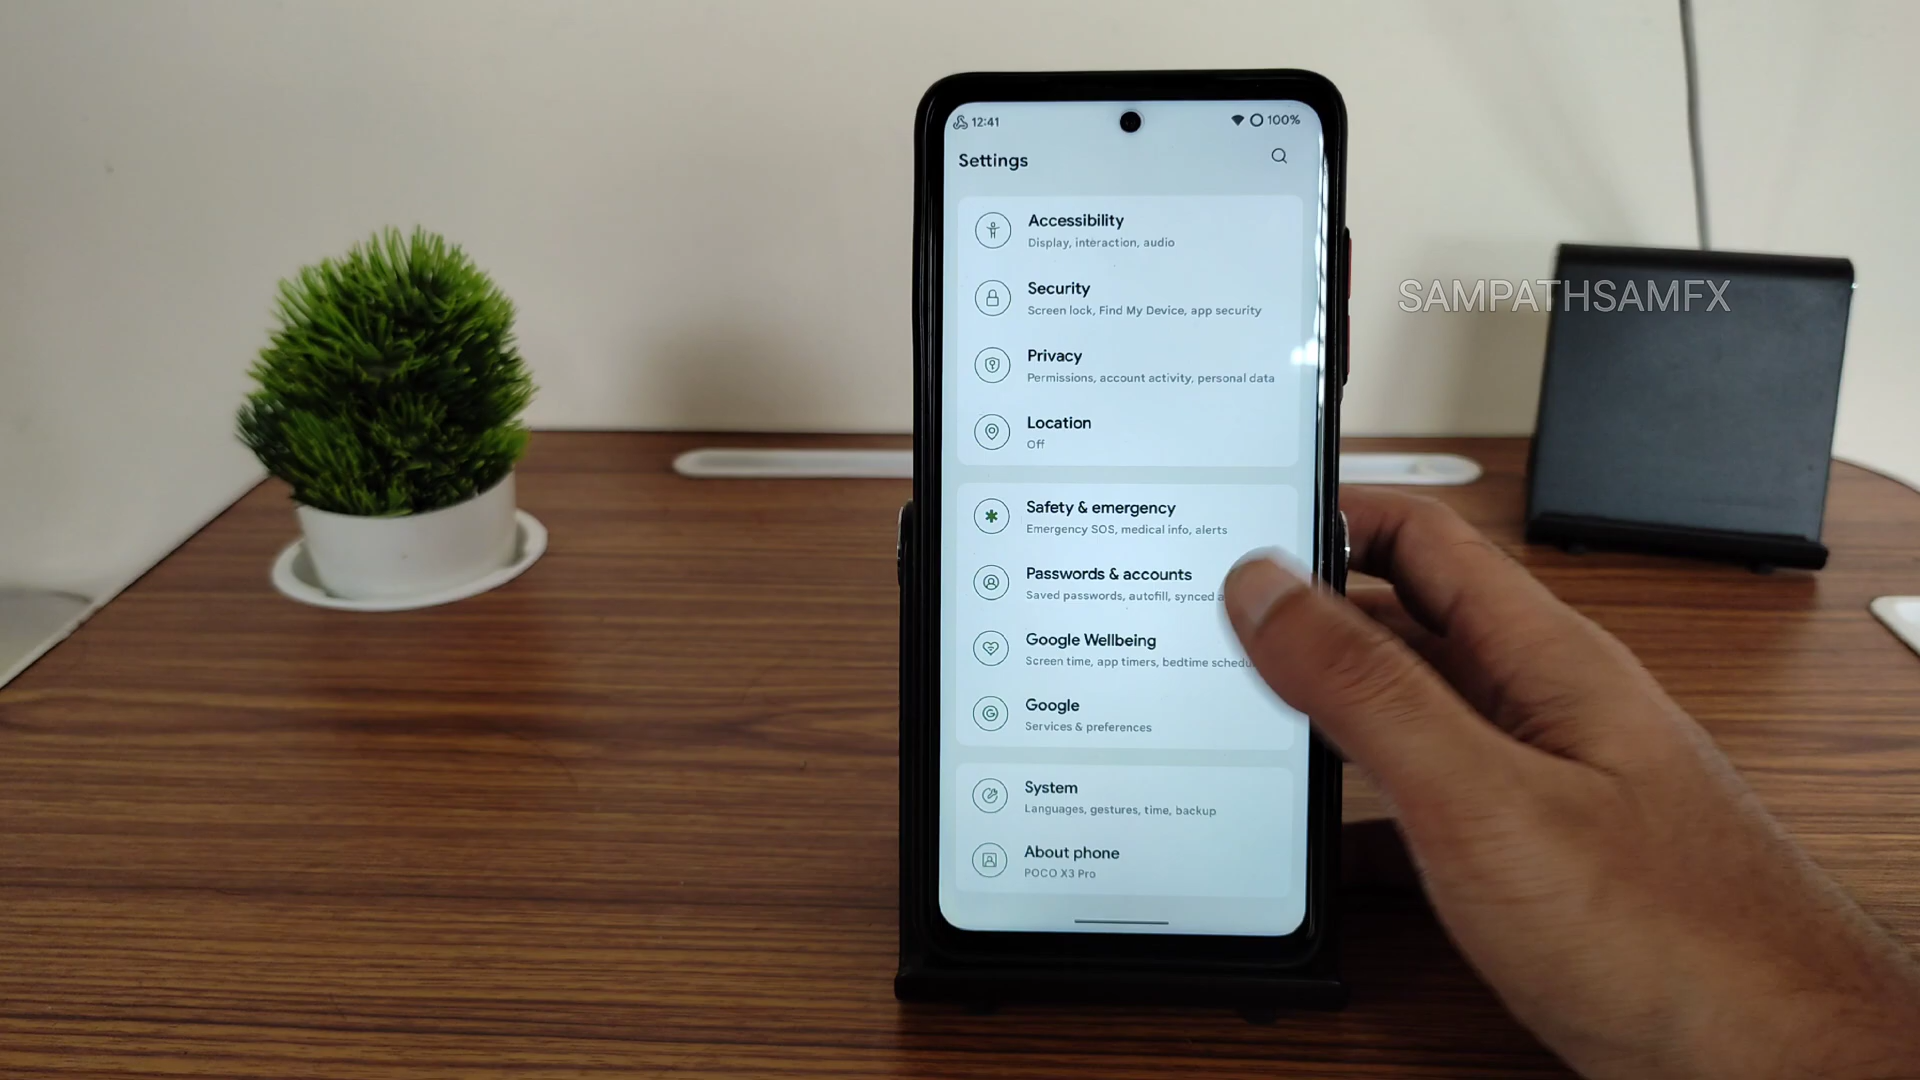 12:41
100%
Settings
Accessibility
Display, interaction, audio
Security
Screen lock, Find My Device, app security
Privacy
Permissions, account activity, personal data
Location
Off
Safety & emergency
Emergency SOS, medical info, alerts
Passwords & accounts
Saved passwords, autofill, synced
Google Wellbeing
Screen time, app timers, bedtime
Google
Services & preferences
System
Languages, gestures, time, backup
About phone
POCO X3 Pro
SAMPATHSAMFX